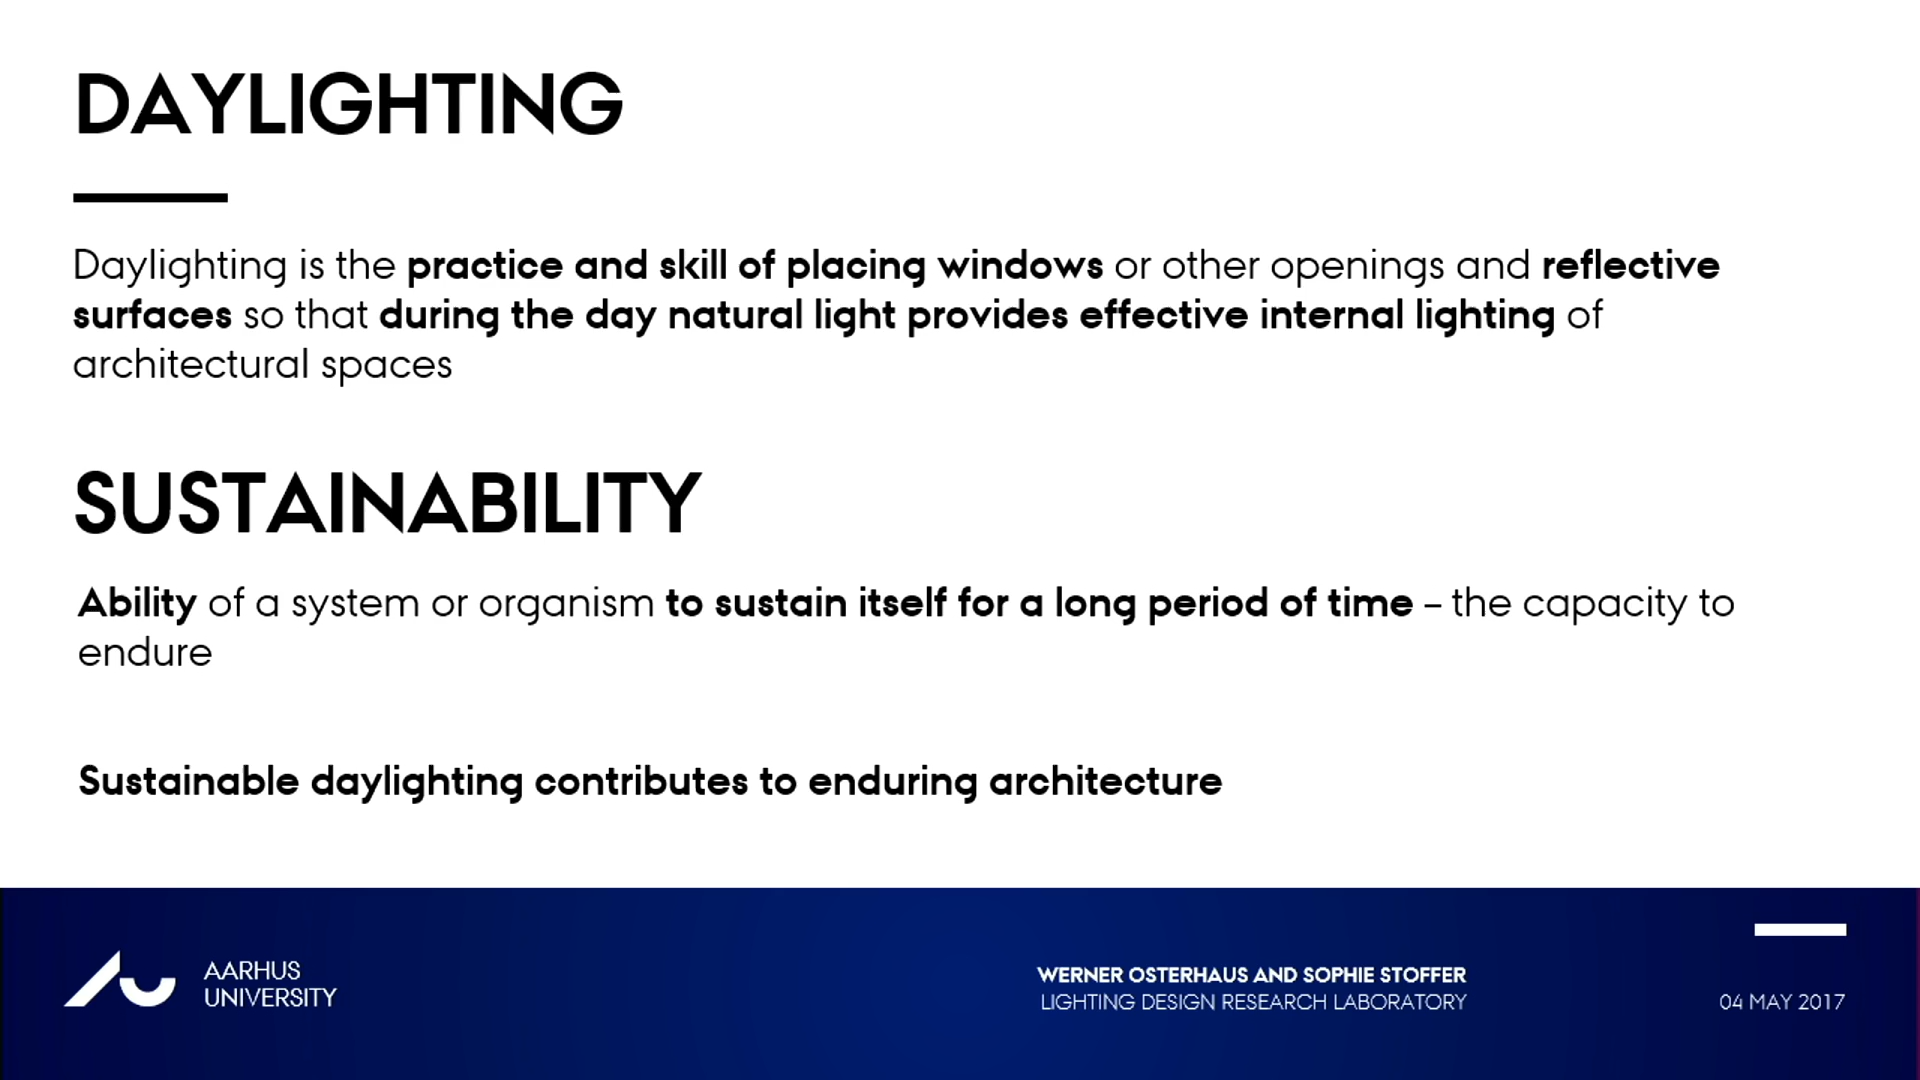 DAYLIGHTING
Daylighting is the practice and skill of placing windows or other openings and reflective
surfaces so that during the day natural light provides effective internal lighting of
architectural spaces
SUSTAINABILITY
Ability of a system or organism to sustain itself for a long period of time – the capacity to
endure
Sustainable daylighting contributes to enduring architecture
AARHUS
UNIVERSITY
WERNER OSTERHAUS AND SOPHIE STOFFER
LIGHTING DESIGN RESEARCH LABORATORY
04 MAY 2017